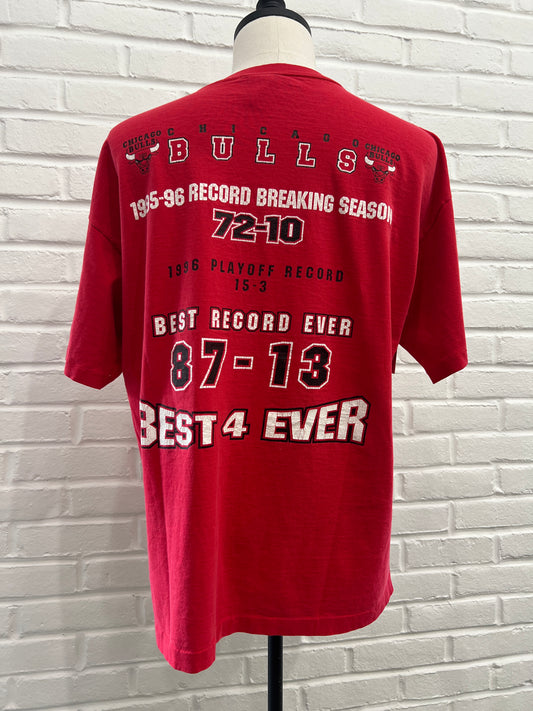 CHICAGO
CHICAGO
BULLS
BULLS
CHICAGO
BULLS
1995-96 RECORD BREAKING SEASON
72-10
1996 PLAYOFF RECORD
15-3
BEST RECORD EVER
87-13
BEST 4 EVER